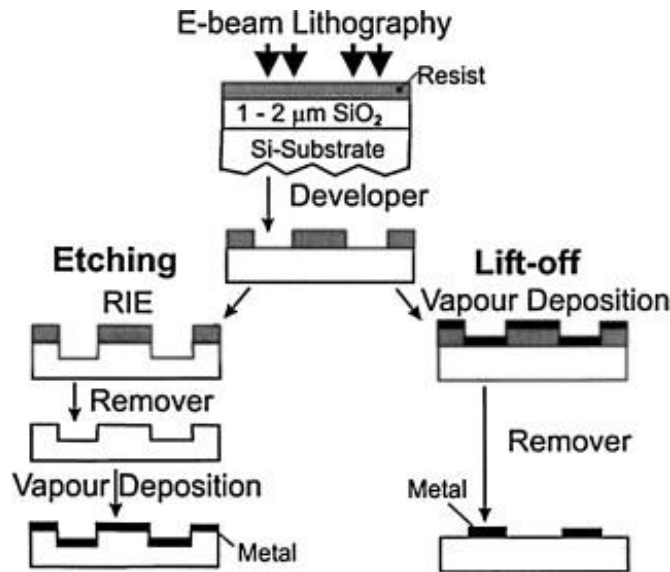 E-beam Lithography
Resist
1 - 2 µm SiO₂
Si-Substrate
Developer
Etching
RIE
Remover
Vapour Deposition
Metal
Lift-off
Vapour Deposition
Remover
Metal